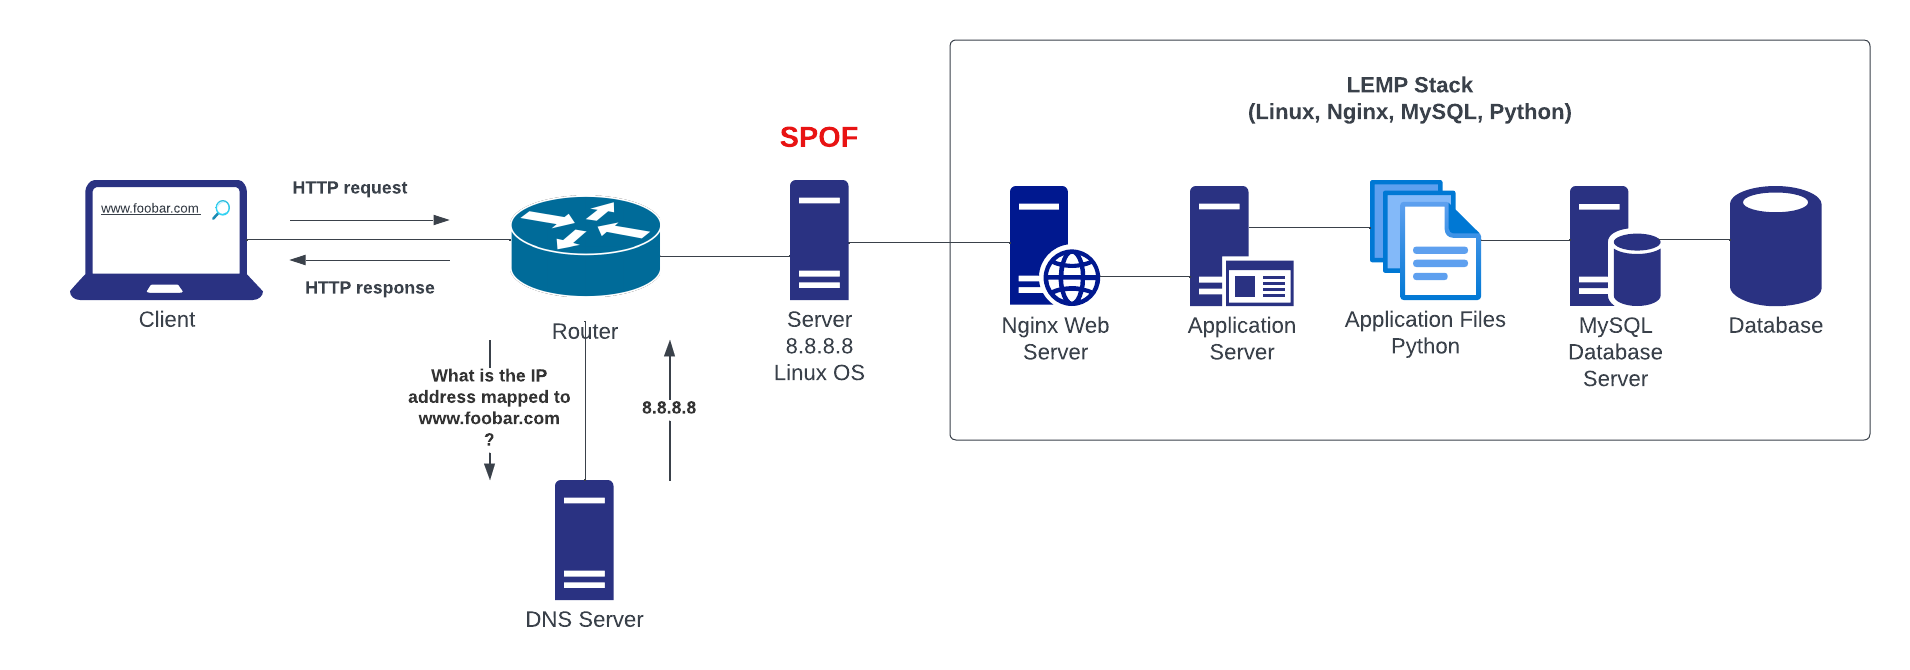 LEMP Stack
(Linux, Nginx, MySQL, Python)
SPOF
HTTP request
www.foobar.com
HTTP response
Client
Router
Server
8.8.8.8
Linux OS
Nginx Web
Server
Application
Server
Application Files
Python
MySQL
Database
Server
Database
What is the IP
address mapped to
www.foobar.com
?
8.8.8.8
DNS Server